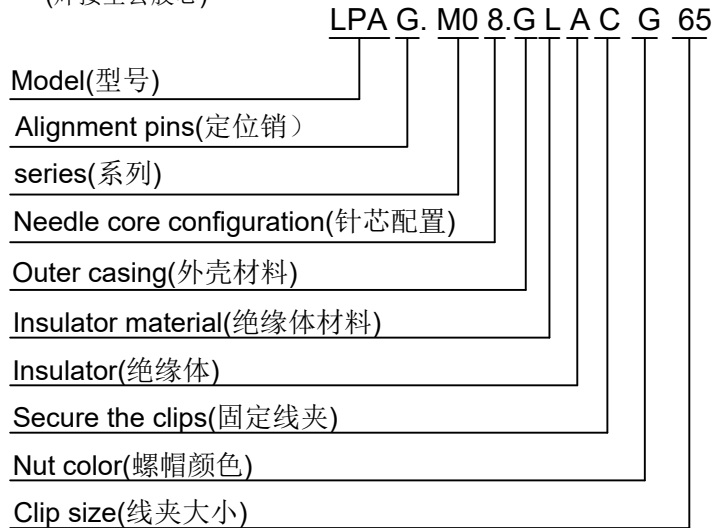 LPA G. M0 8.G L A C G 65
Model(型号)
Alignment pins(定位销）
series(系列)
Needle core configuration(针芯配置)
Outer casing(外壳材料)
Insulator material(绝缘体材料)
Insulator(绝缘体)
Secure the clips(固定线夹)
Nut color(螺帽颜色)
Clip size(线夹大小)